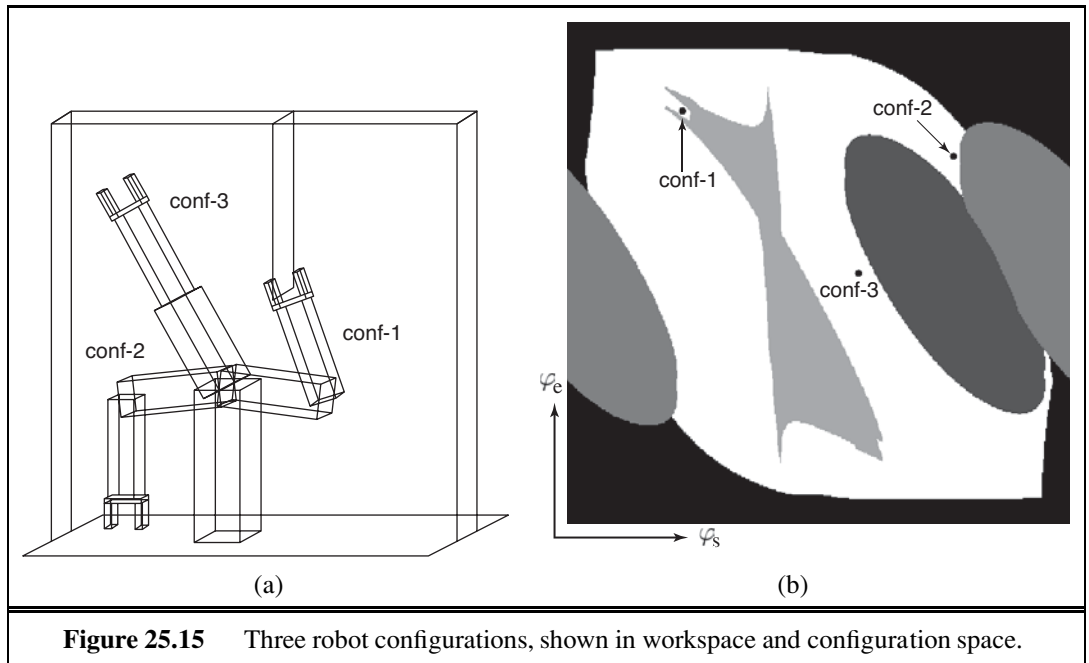 conf-3
conf-1
conf-2
(a)
conf-1
conf-2
conf-3
φe
φs
(b)
Figure 25.15 Three robot configurations, shown in workspace and configuration space.